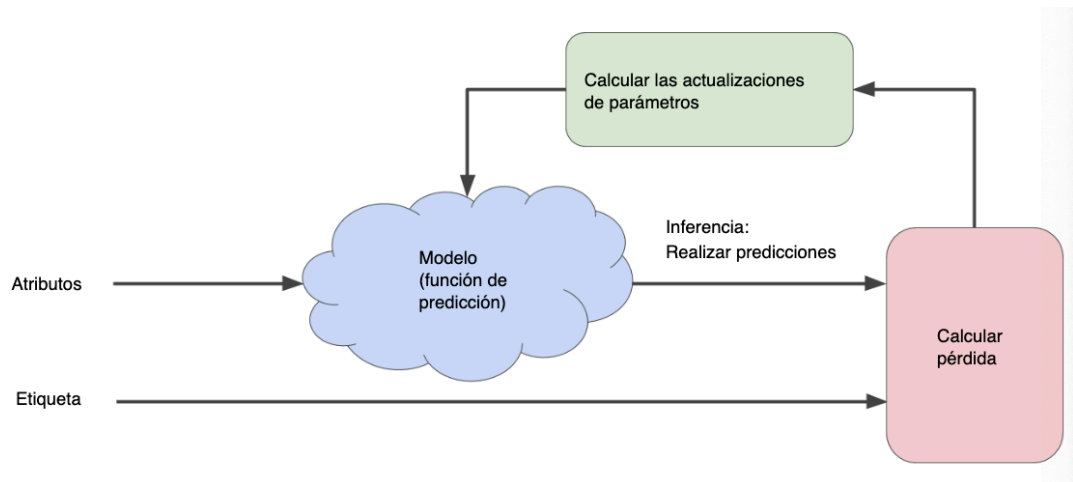 Calcular las actualizaciones
de parámetros
Inferencia:
Realizar predicciones
Modelo
(función de
predicción)
Atributos
Calcular
pérdida
Etiqueta